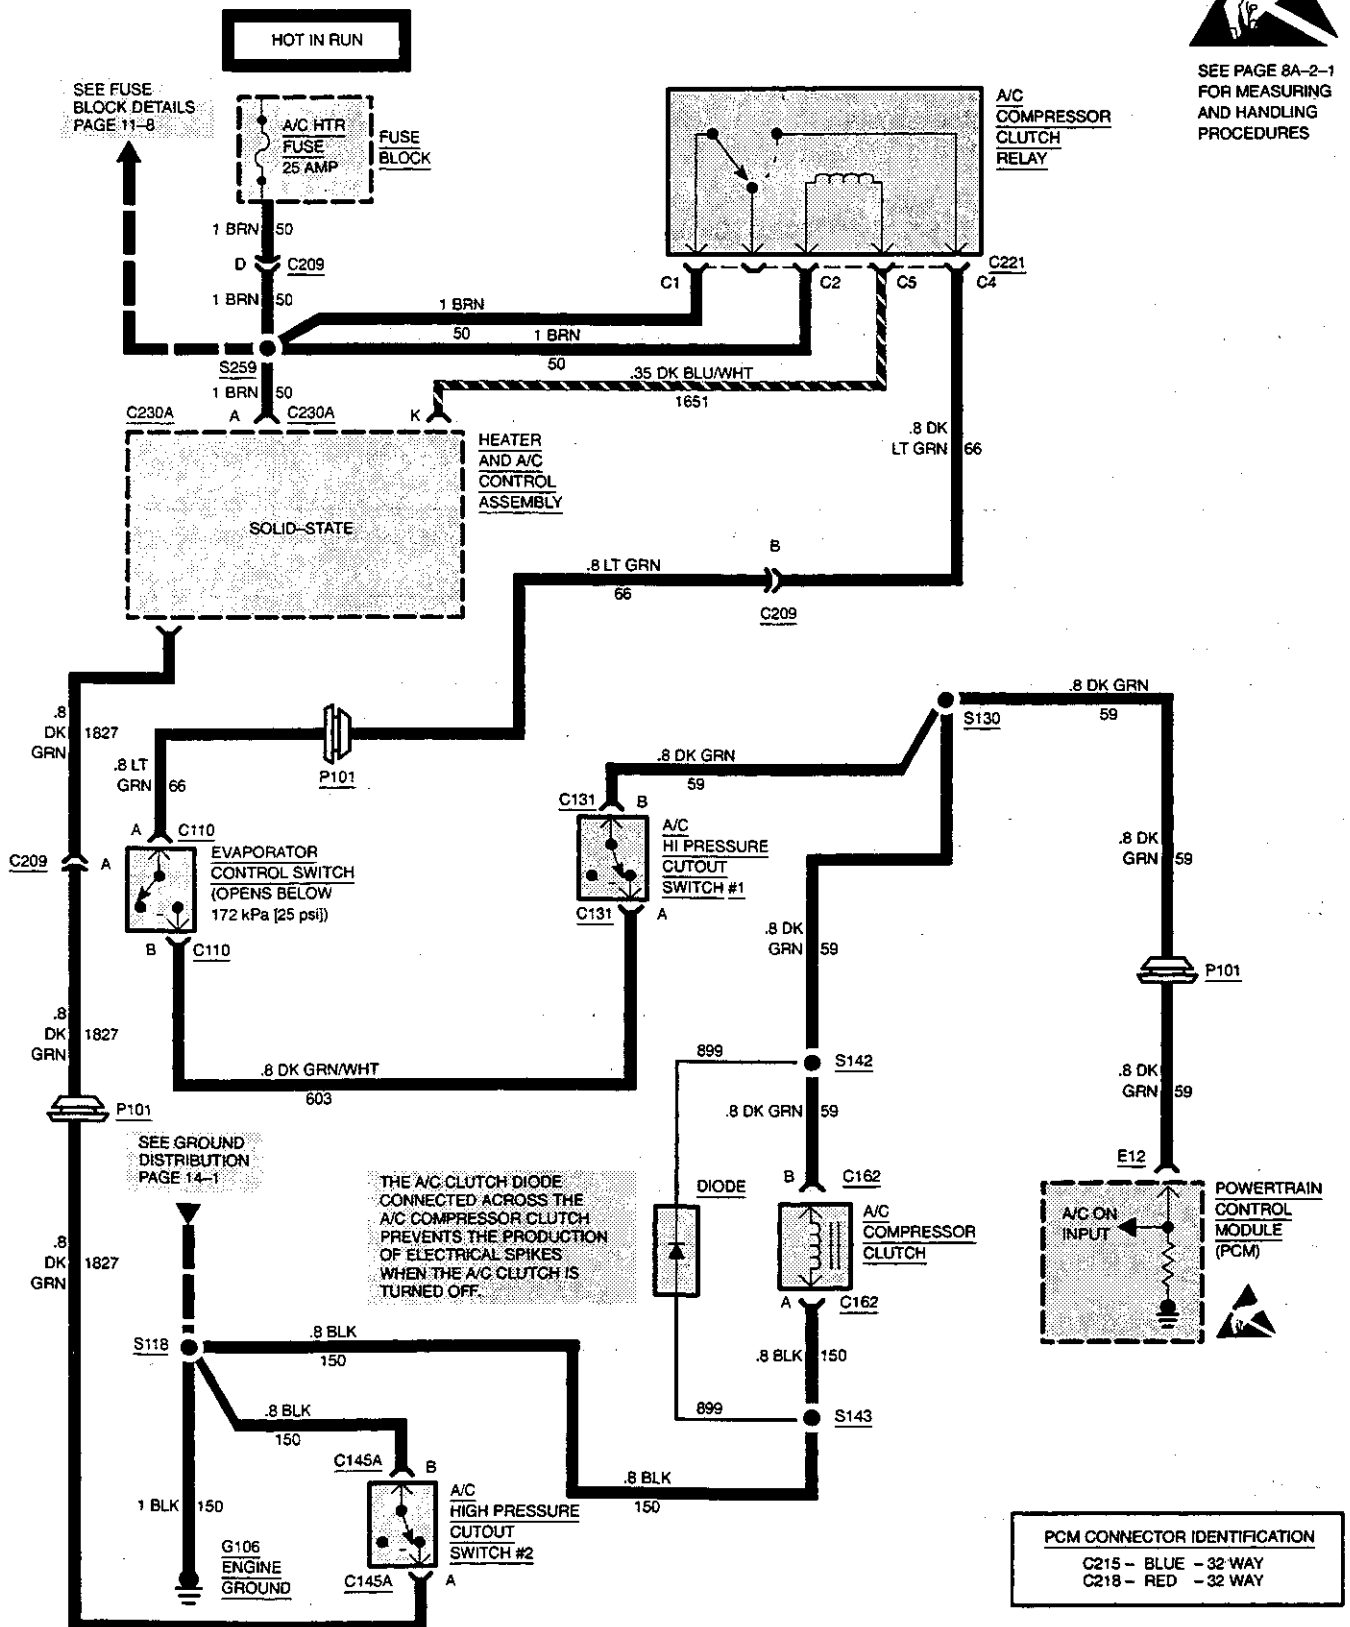 HOT IN RUN
SEE FUSE
BLOCK DETAILS
PAGE 11–8
A/C HTR
FUSE
25 AMP
FUSE
BLOCK
A/C
COMPRESSOR
CLUTCH
RELAY
SEE PAGE 8A–2–1
FOR MEASURING
AND HANDLING
PROCEDURES
1 BRN 50
D C209
1 BRN 50
C1 C2 C5 C4 C221
1 BRN
50
1 BRN
50
S259
1 BRN 50
.35 DK BLU/WHT
1651
C230A A C230A K
HEATER
AND A/C
CONTROL
ASSEMBLY
SOLID–STATE
.8 DK
LT GRN 66
.8 LT GRN
66
B
C209
.8
DK
GRN 1827
.8 LT
GRN 66
P101
.8 DK GRN
59
S130
.8 DK GRN
59
C131 B
A/C
HI PRESSURE
CUTOUT
SWITCH #1
C131 A
A C110
EVAPORATOR
CONTROL SWITCH
(OPENS BELOW
172 kPa [25 psi])
B C110
C209 A
.8 DK
GRN 59
.8 DK
GRN 59
P101
.8
DK
GRN 1827
.8 DK GRN/WHT
603
P101
899
S142
.8 DK GRN 59
.8 DK
GRN 59
E12
SEE GROUND
DISTRIBUTION
PAGE 14–1
THE A/C CLUTCH DIODE
CONNECTED ACROSS THE
A/C COMPRESSOR CLUTCH
PREVENTS THE PRODUCTION
OF ELECTRICAL SPIKES
WHEN THE A/C CLUTCH IS
TURNED OFF.
DIODE
B C162
A/C
COMPRESSOR
CLUTCH
A C162
A/C ON
INPUT
POWERTRAIN
CONTROL
MODULE
(PCM)
.8
DK
GRN 1827
S118
.8 BLK
150
.8 BLK 150
.8 BLK
150
899
S143
C145A B
A/C
HIGH PRESSURE
CUTOUT
SWITCH #2
C145A A
.8 BLK
150
1 BLK 150
G106
ENGINE
GROUND
PCM CONNECTOR IDENTIFICATION
C215 – BLUE – 32 WAY
C218 – RED – 32 WAY